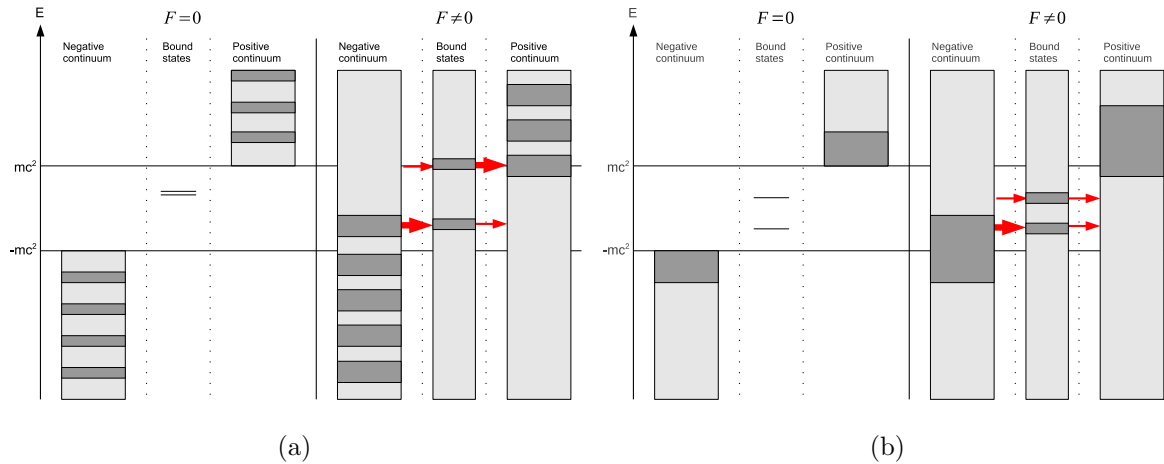 E
F=0
F≠0
Negative
continuum
Bound
states
Positive
continuum
Negative
continuum
Bound states
Positive
continuum
mc²
-mc²
(a)
E
F=0
F≠0
Negative
continuum
Bound
states
Positive
continuum
Negative
continuum
Bound states
Positive
continuum
mc²
-mc²
(b)